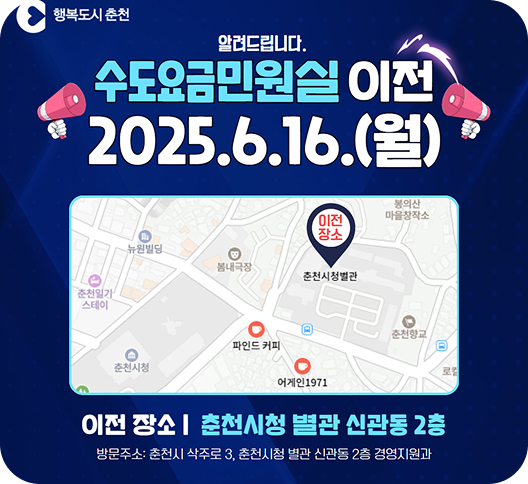 행복도시 춘천
알려드립니다.
수도요금민원실 이전
2025.6.16.(월)
봉의산
마을창작소
이전
장소
뉴원빌딩
봄내극장
춘천시청별관
춘천일가
스테이
춘천향교
파인드 커피
로컬
춘천시청
어게인1971
이전 장소 | 춘천시청 별관 신관동 2층
방문주소: 춘천시 삭주로 3, 춘천시청 별관 신관동 2층 경영지원과